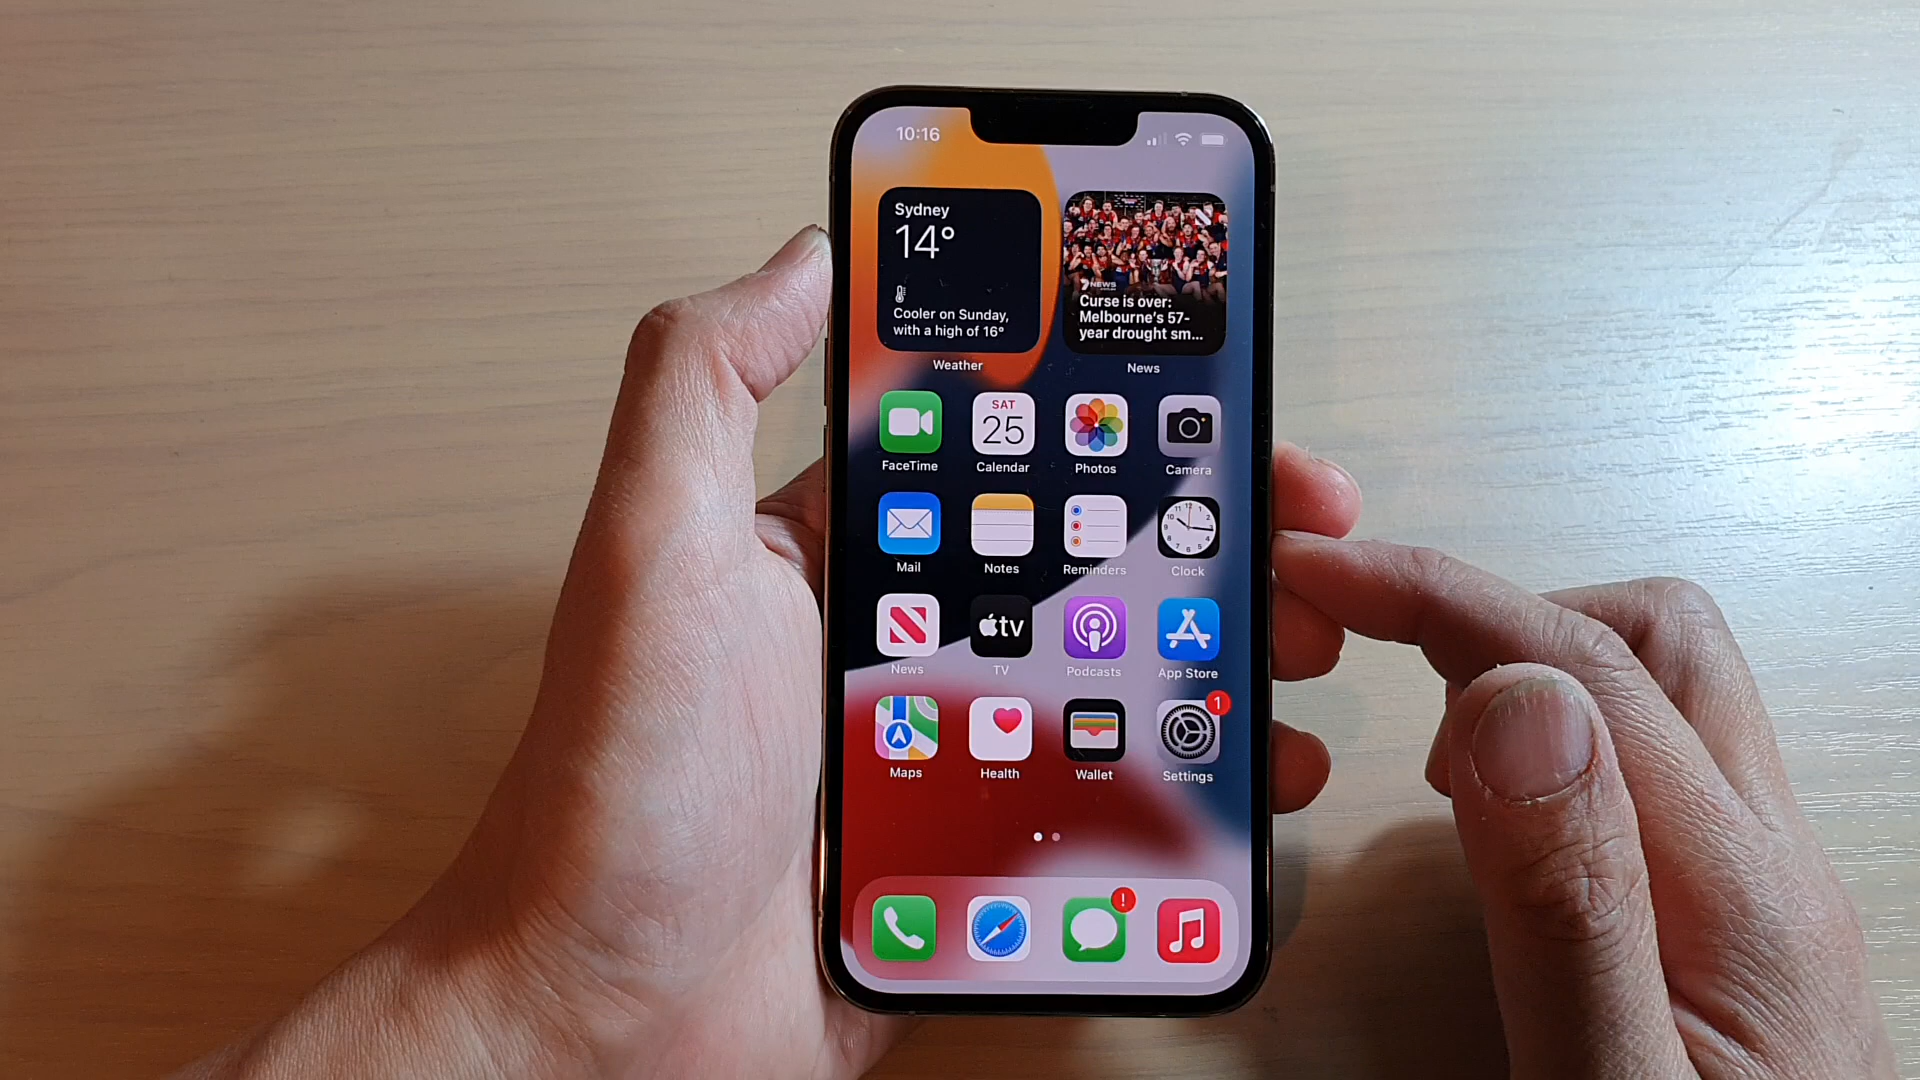 10:16
Sydney
14°
Cooler on Sunday,
with a high of 16°
Weather
7NEWS
Curse is over:
Melbourne's 57-
year drought sm...
News
FaceTime
SAT
25
Calendar
Photos
Camera
Mail
Notes
Reminders
Clock
News
tv
TV
Podcasts
App Store
Maps
Health
Wallet
1
Settings
!